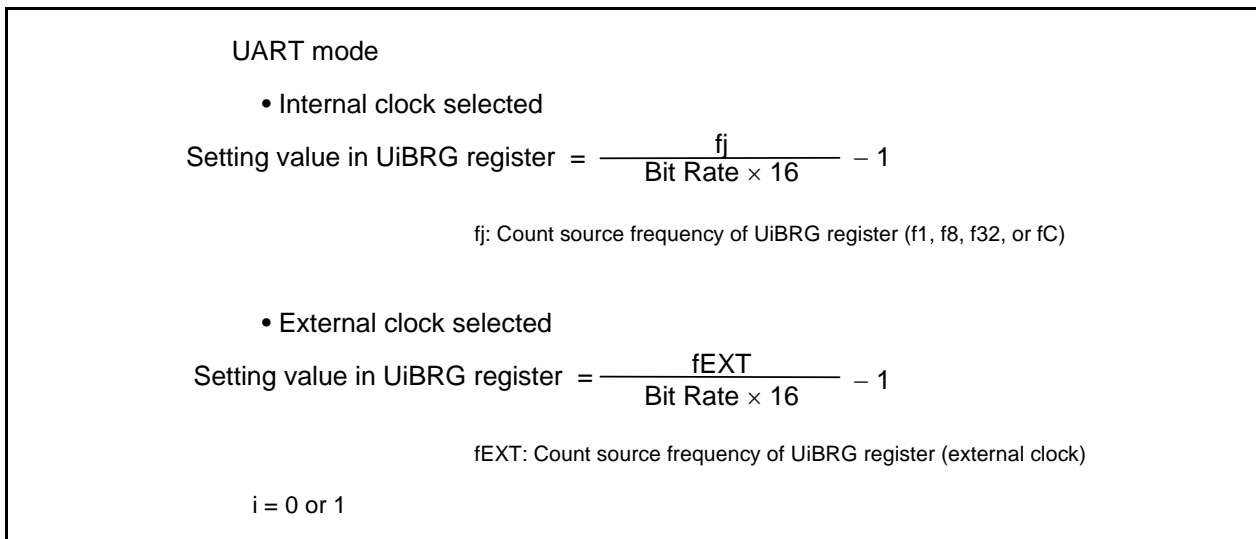 UART mode
• Internal clock selected
Setting value in UiBRG register = fj / Bit Rate × 16 − 1
fj: Count source frequency of UiBRG register (f1, f8, f32, or fC)
• External clock selected
Setting value in UiBRG register = fEXT / Bit Rate × 16 − 1
fEXT: Count source frequency of UiBRG register (external clock)
i = 0 or 1